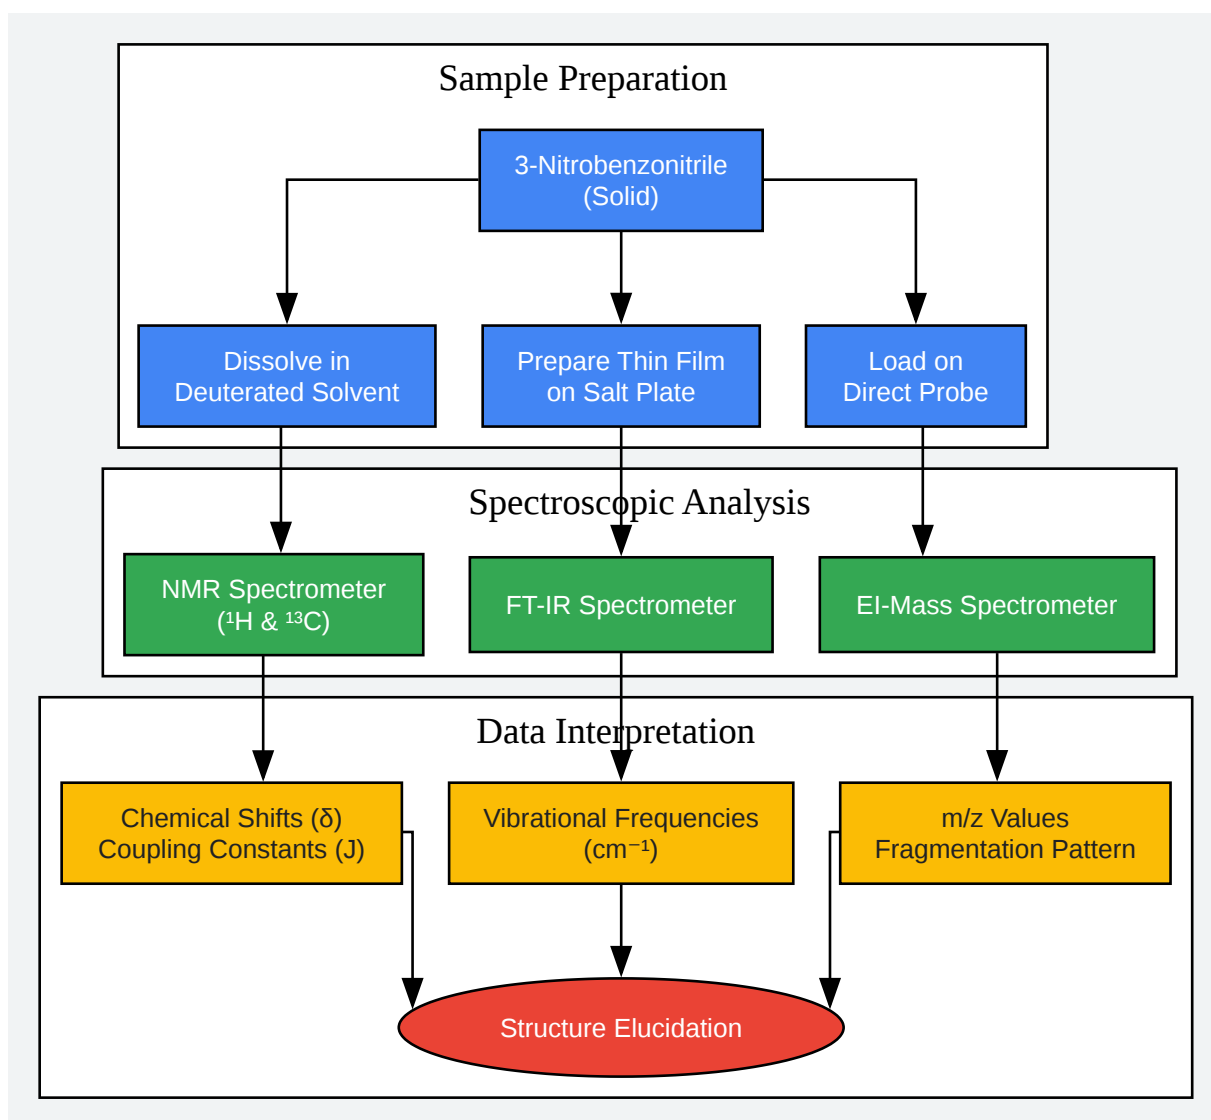 Sample Preparation
3-Nitrobenzonitrile
(Solid)
Dissolve in
Deuterated Solvent
Prepare Thin Film
on Salt Plate
Load on
Direct Probe
Spectroscopic Analysis
NMR Spectrometer
(¹H & ¹³C)
FT-IR Spectrometer
EI-Mass Spectrometer
Data Interpretation
Chemical Shifts (δ)
Coupling Constants (J)
Vibrational Frequencies
(cm⁻¹)
m/z Values
Fragmentation Pattern
Structure Elucidation